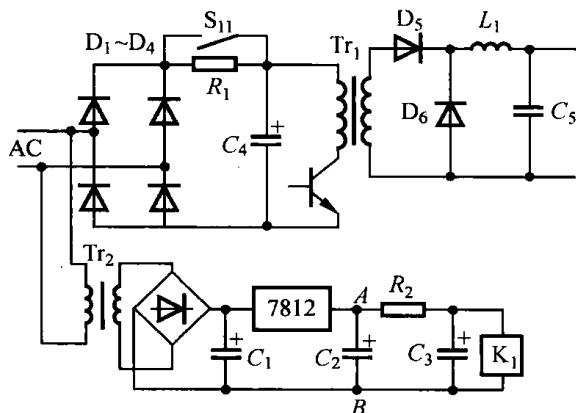 S₁₁
D₁~D₄
R₁
C₄
+
Tr₁
D₅
L₁
D₆
C₅
AC
Tr₂
7812
A
R₂
+
C₁
+
C₂
+
C₃
K₁
B